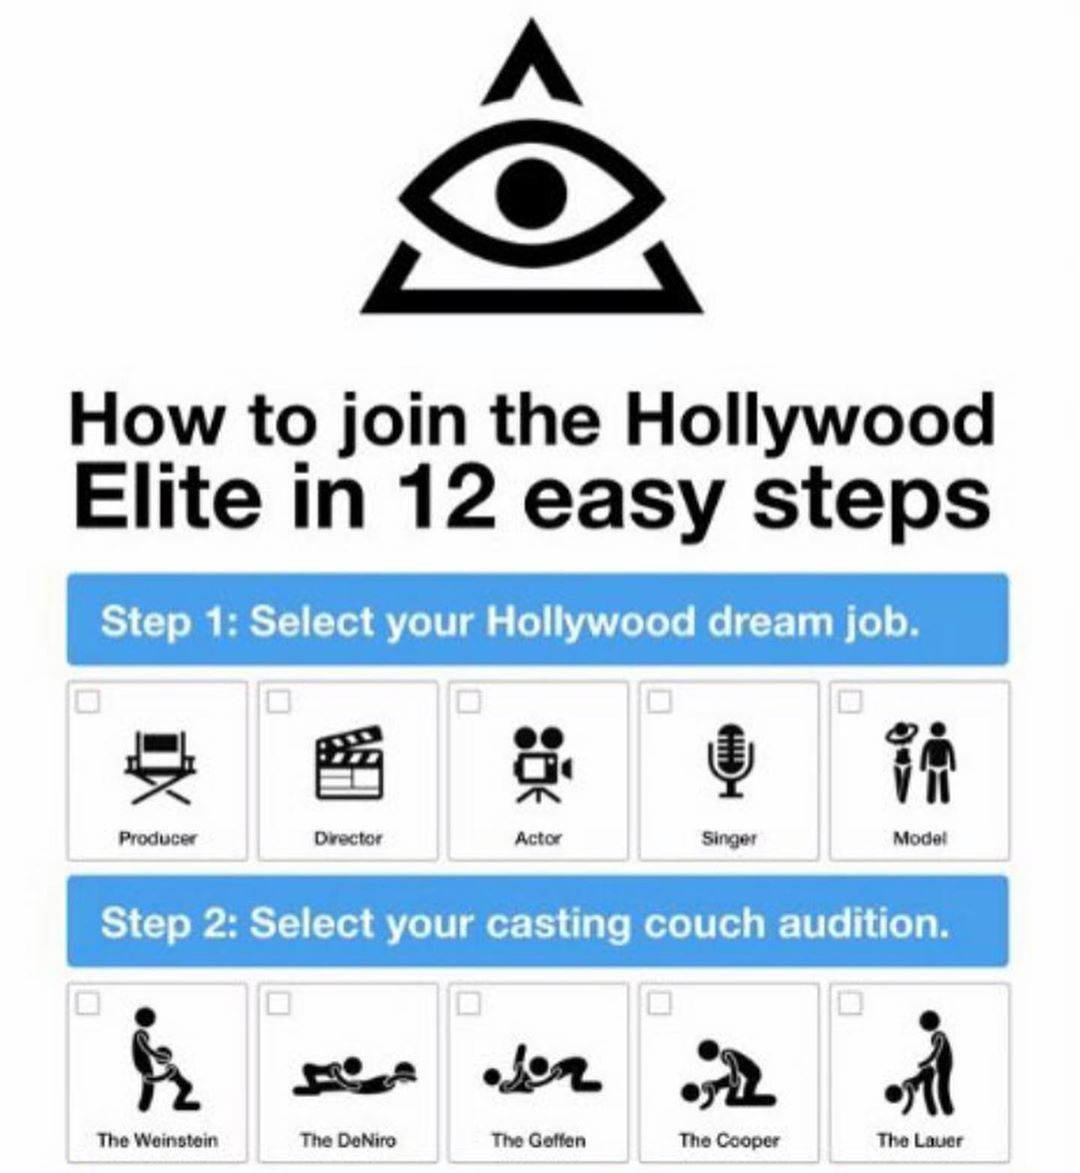 How to join the Hollywood
Elite in 12 easy steps
Step 1: Select your Hollywood dream job.
Producer
Director
Actor
Singer
Model
Step 2: Select your casting couch audition.
The Weinstein
The DeNiro
The Geffen
The Cooper
The Lauer